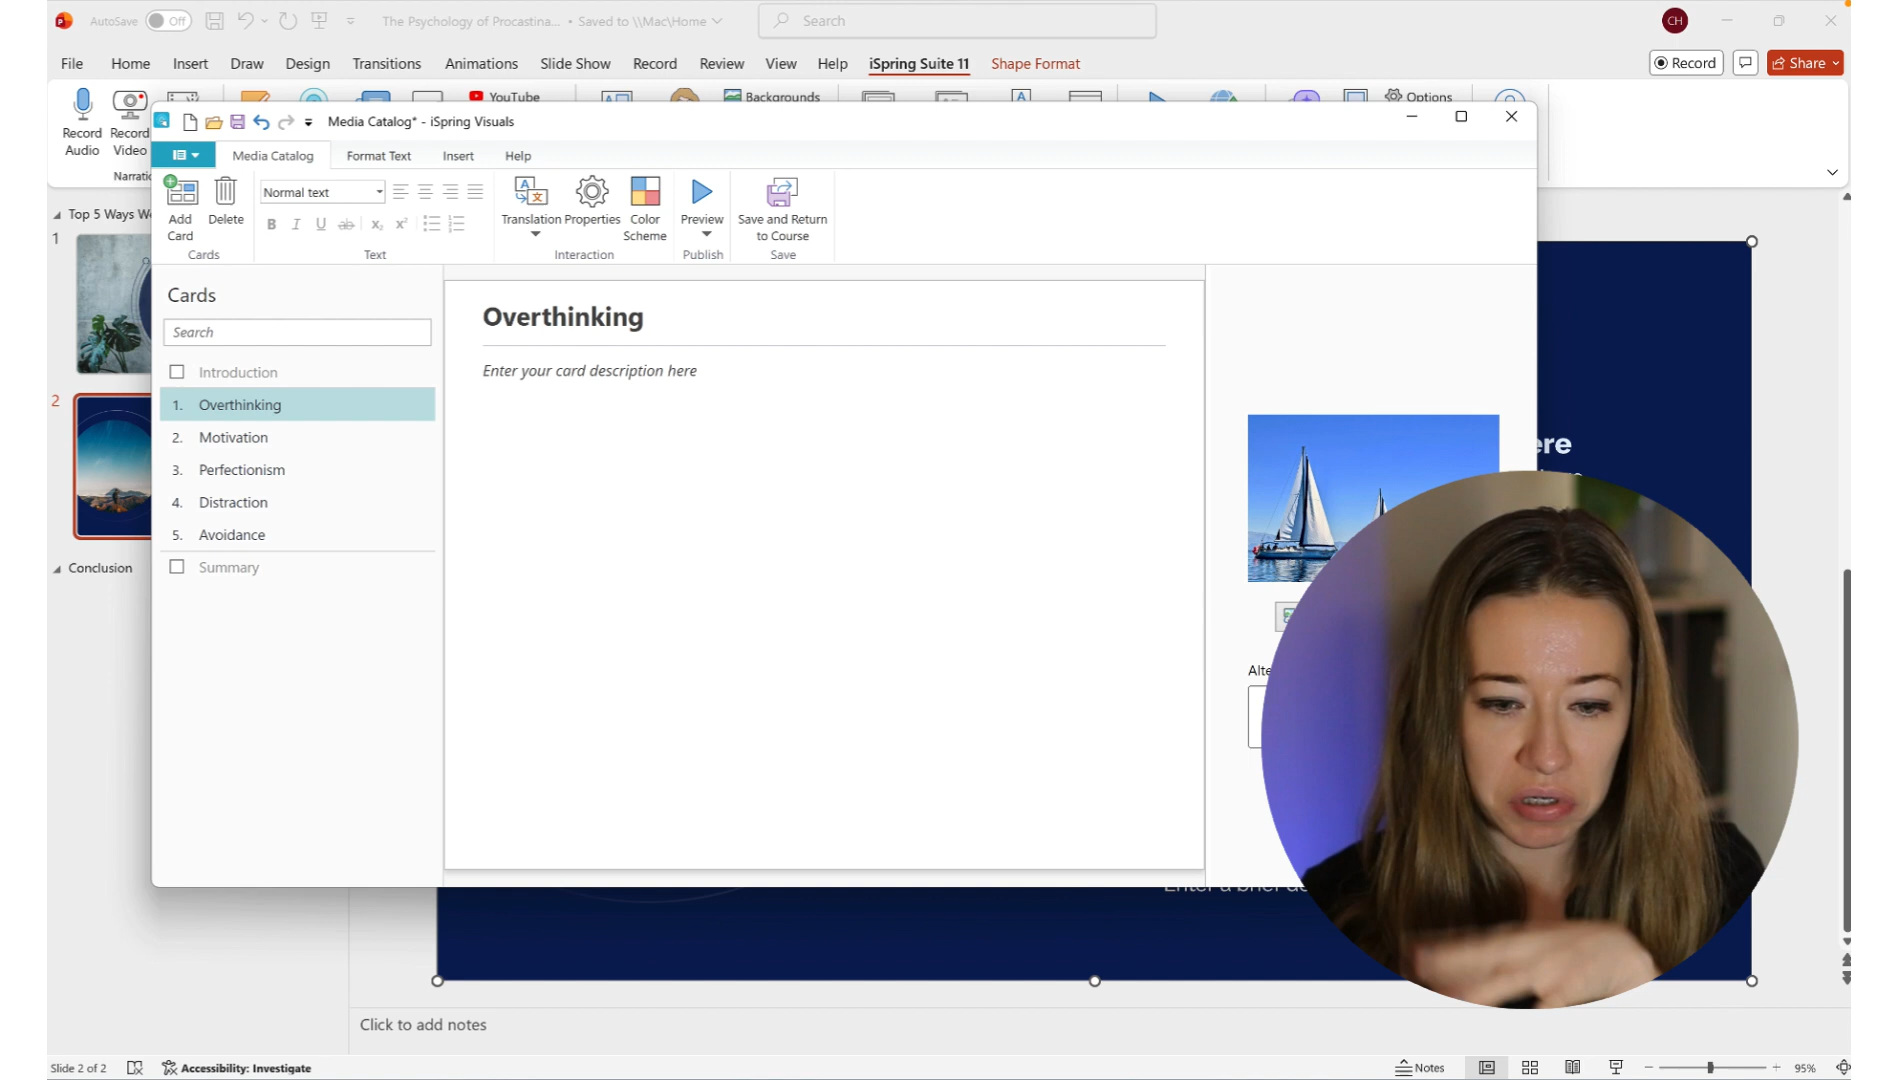 AutoSave Off The Psychology of Procastina... • Saved to \\Mac\Home Search CH
File Home Insert Draw Design Transitions Animations Slide Show Record Review View Help iSpring Suite 11 Shape Format Record Share
YouTube Backgrounds Options
Record Audio
Record Video
Media Catalog* - iSpring Visuals
Media Catalog Format Text Insert Help
Normal text
Add Card
Delete
Translation
Properties
Color Scheme
Preview
Save and Return to Course
Cards Text Interaction Publish Save
Top 5 Ways
1
2
Conclusion
Cards
Search
Introduction
1. Overthinking
2. Motivation
3. Perfectionism
4. Distraction
5. Avoidance
Summary
Overthinking
Enter your card description here
Click to add notes
Slide 2 of 2 Accessibility: Investigate Notes 95%